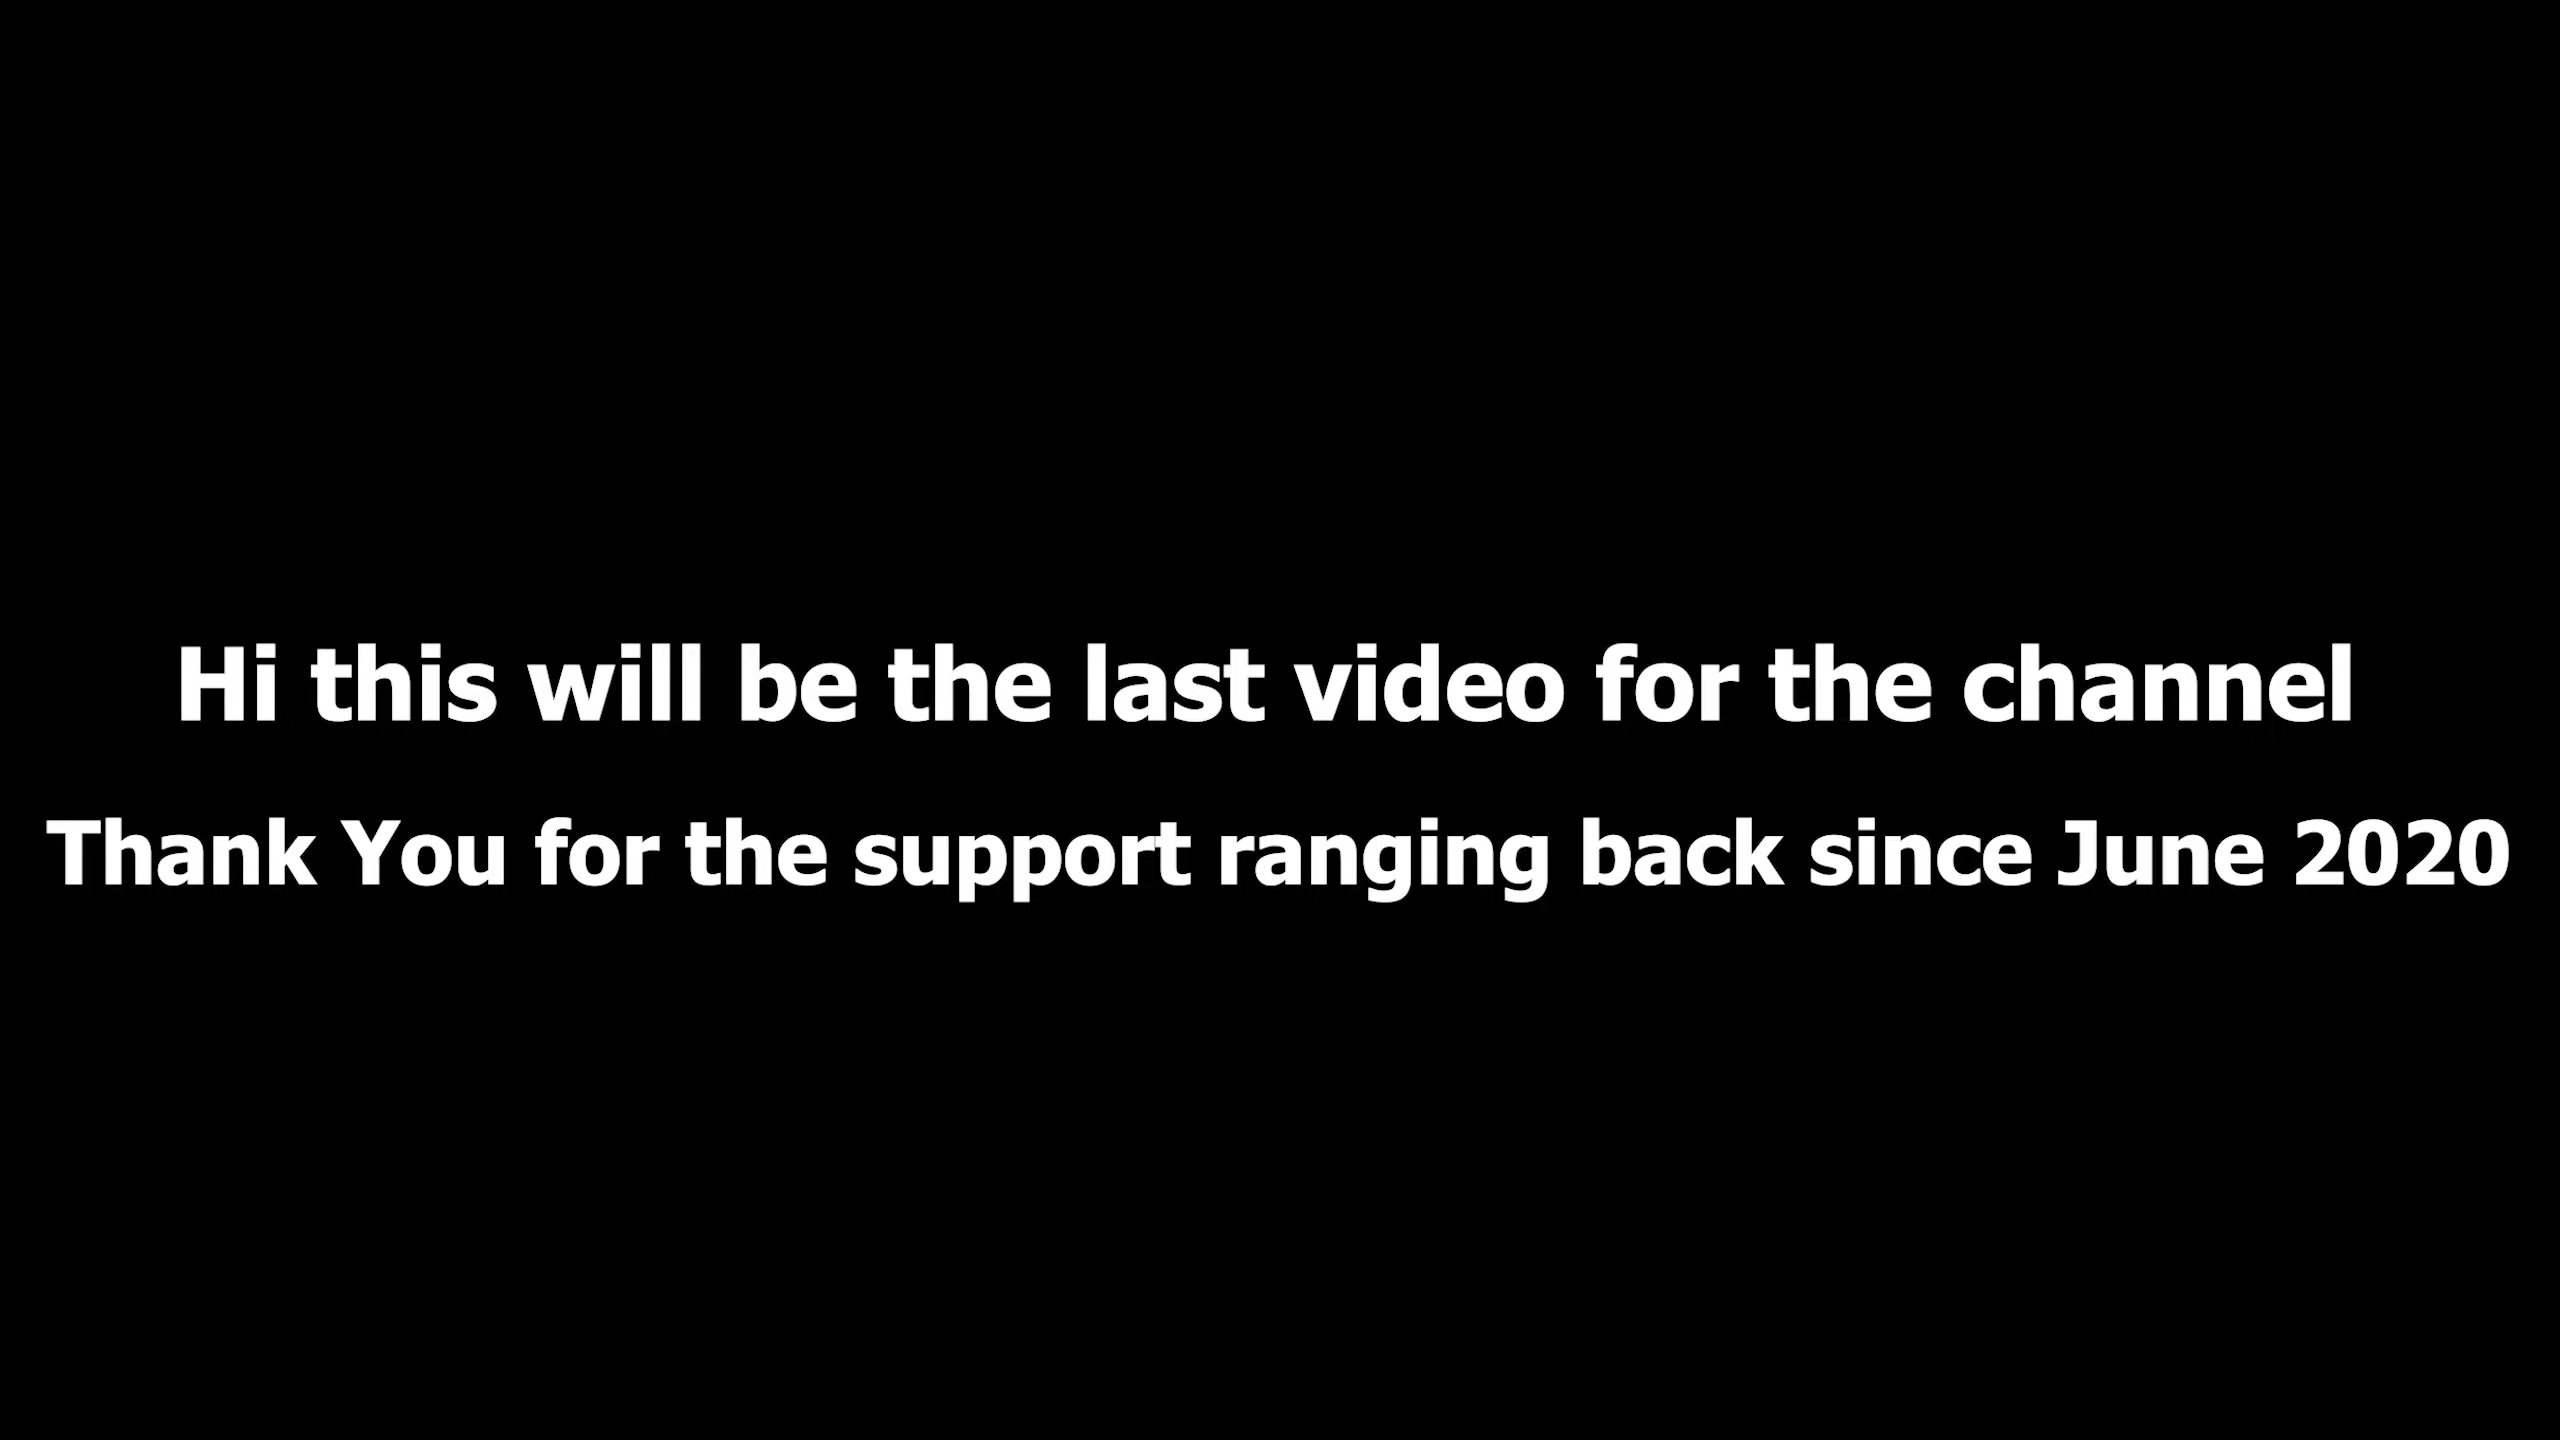 Hi this will be the last video for the channel
Thank You for the support ranging back since June 2020